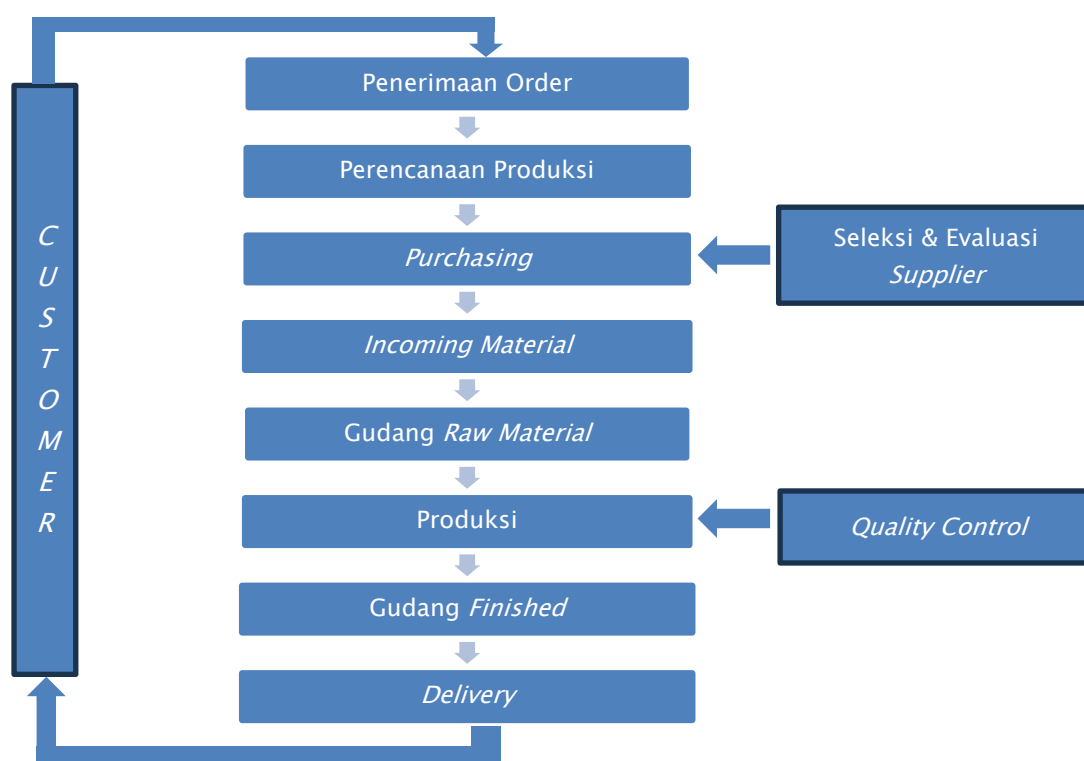 Penerimaan Order
Perencanaan Produksi
Purchasing
Incoming Material
Gudang Raw Material
Produksi
Gudang Finished
Delivery
C
U
S
T
O
M
E
R
Seleksi & Evaluasi
Supplier
Quality Control